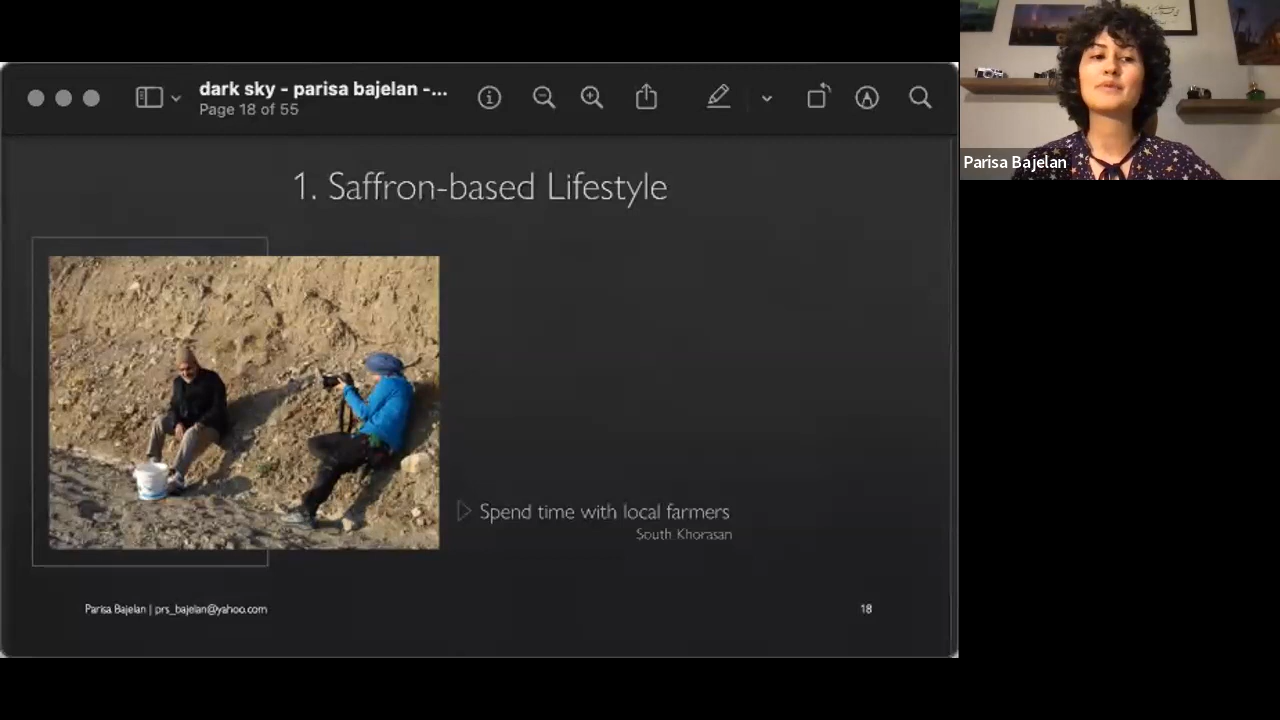 dark sky - parisa bajelan -...
Page 18 of 55
1. Saffron-based Lifestyle
Spend time with local farmers
South Khorasan
Parisa Bajelan | prs_bajelan@yahoo.com
18
Parisa Bajelan